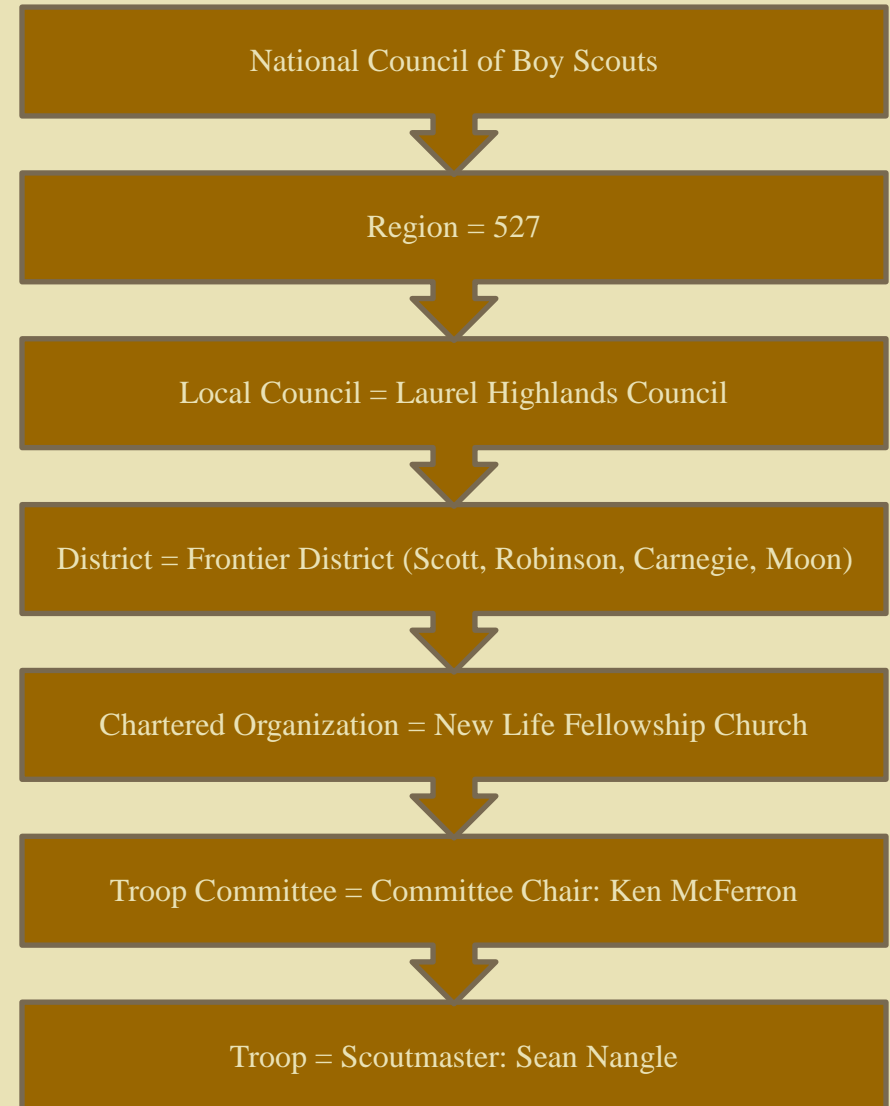 National Council of Boy Scouts
Region = 527
Local Council = Laurel Highlands Council
District = Frontier District (Scott, Robinson, Carnegie, Moon)
Chartered Organization = New Life Fellowship Church
Troop Committee = Committee Chair: Ken McFerron
Troop = Scoutmaster: Sean Nangle